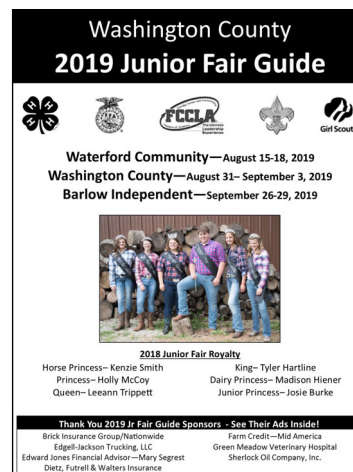 Washington County
2019 Junior Fair Guide
H H H H
FCCLA
The Ultimate Leadership Experience
Girl Scouts
Waterford Community—August 15-18, 2019
Washington County—August 31– September 3, 2019
Barlow Independent—September 26-29, 2019
2018 Junior Fair Royalty
Horse Princess– Kenzie Smith
Princess– Holly McCoy
Queen– Leeann Trippett
King– Tyler Hartline
Dairy Princess– Madison Hiener
Junior Princess– Josie Burke
Thank You 2019 Jr Fair Guide Sponsors - See Their Ads Inside!
Brick Insurance Group/Nationwide
Edgell-Jackson Trucking, LLC
Edward Jones Financial Advisor—Mary Segrest
Dietz, Futrell & Walters Insurance
Farm Credit—Mid America
Green Meadow Veterinary Hospital
Sherlock Oil Company, Inc.